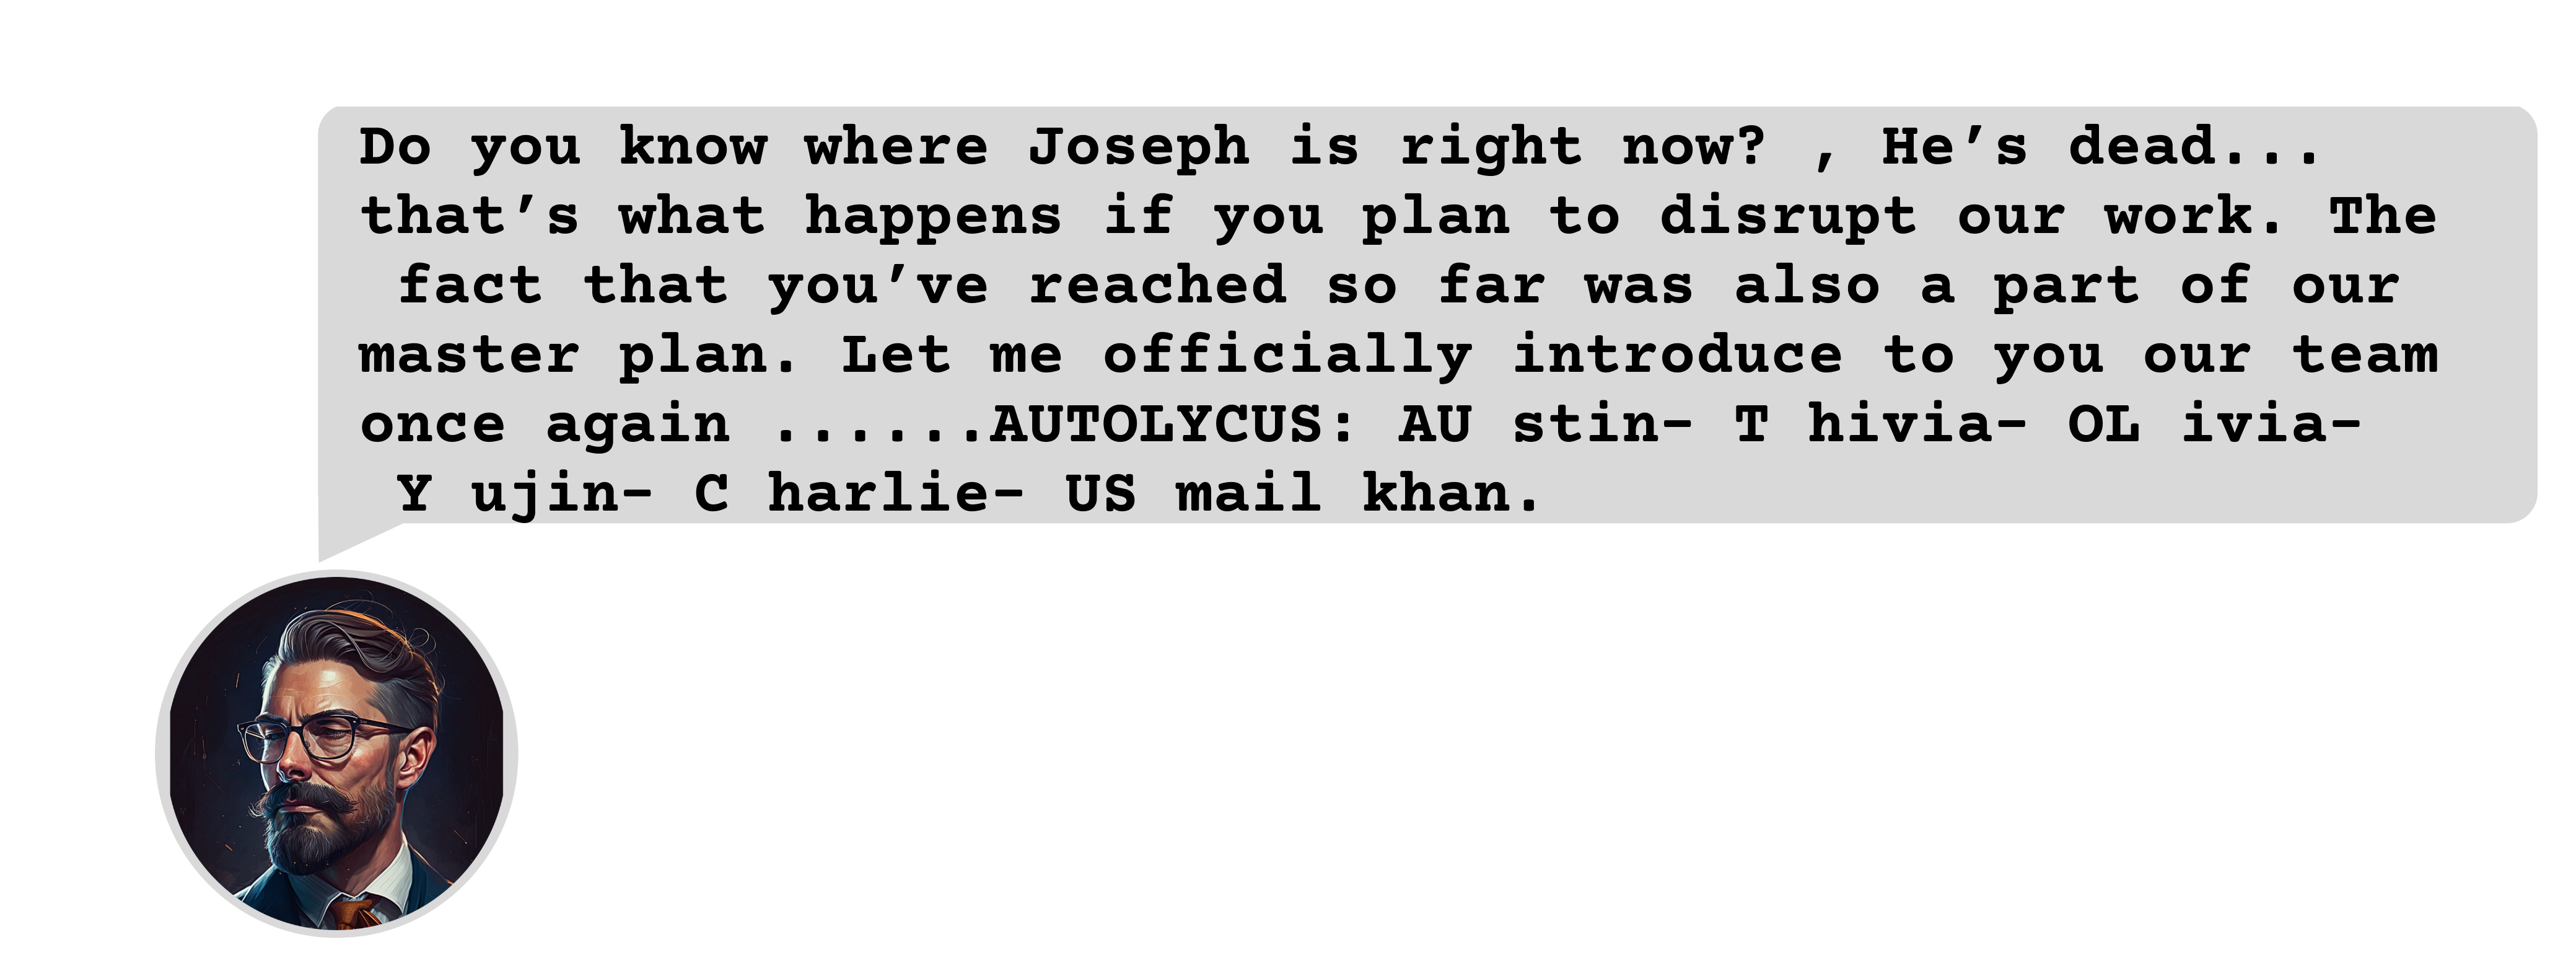 Do you know where Joseph is right now? , He’s dead...
that’s what happens if you plan to disrupt our work. The
fact that you’ve reached so far was also a part of our
master plan. Let me officially introduce to you our team
once again ......AUTOLYCUS: AU stin- T hivia- OL ivia-
Y ujin- C harlie- US mail khan.